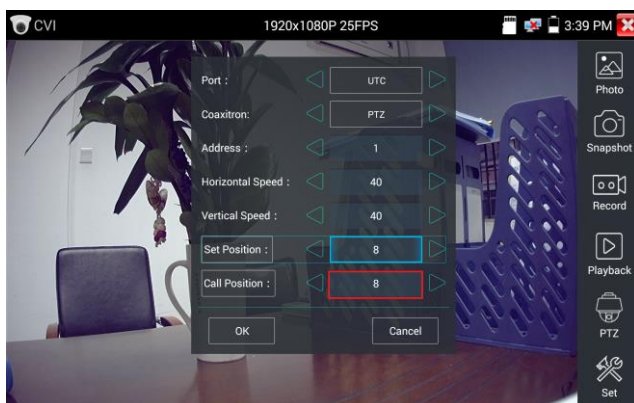 CVI 1920x1080P 25FPS 3:39 PM
Port : UTC
Coaxitron: PTZ
Address : 1
Horizontal Speed : 40
Vertical Speed : 40
Set Position : 8
Call Position : 8
OK Cancel
Photo
Snapshot
Record
Playback
PTZ
Set